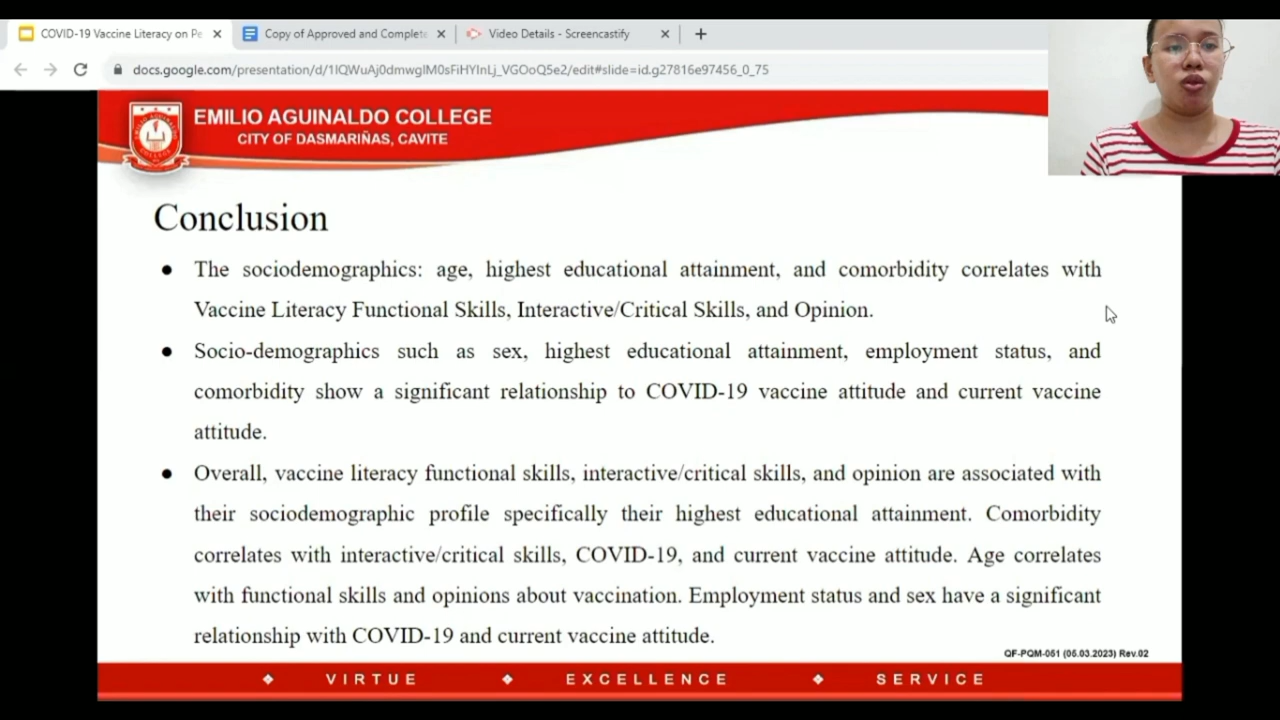 COVID-19 Vaccine Literacy on Pe
Copy of Approved and Complete
Video Details - Screencastify
docs.google.com/presentation/d/1IQWuAj0dmwgIM0sFiHYInLj_VGOoQ5e2/edit#slide=id.g27816e97456_0_75
EMILIO AGUINALDO COLLEGE
CITY OF DASMARIÑAS, CAVITE
Conclusion
● The sociodemographics: age, highest educational attainment, and comorbidity correlates with
Vaccine Literacy Functional Skills, Interactive/Critical Skills, and Opinion.
● Socio-demographics such as sex, highest educational attainment, employment status, and
comorbidity show a significant relationship to COVID-19 vaccine attitude and current vaccine
attitude.
● Overall, vaccine literacy functional skills, interactive/critical skills, and opinion are associated with
their sociodemographic profile specifically their highest educational attainment. Comorbidity
correlates with interactive/critical skills, COVID-19, and current vaccine attitude. Age correlates
with functional skills and opinions about vaccination. Employment status and sex have a significant
relationship with COVID-19 and current vaccine attitude.
QF-PQM-051 (05.03.2023) Rev.02
❖ VIRTUE ❖ EXCELLENCE ❖ SERVICE